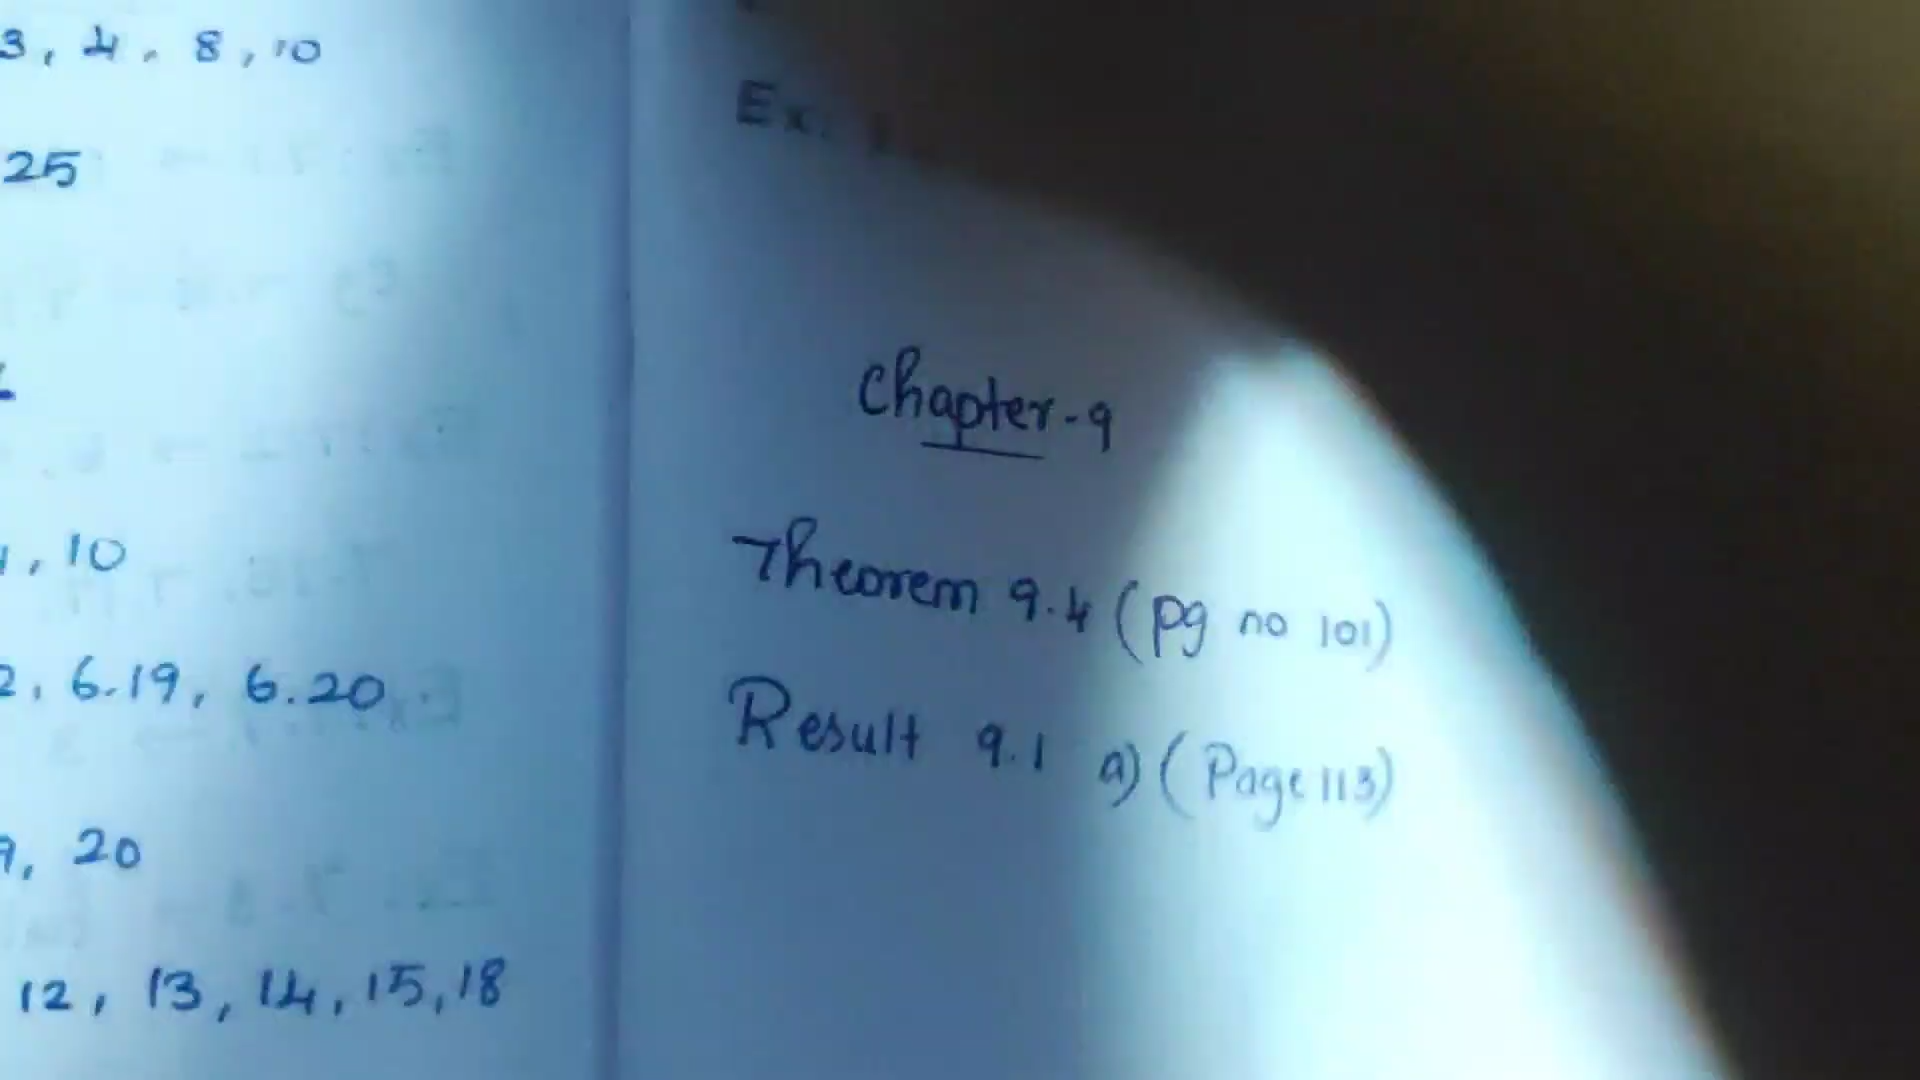 3, 4, 8, 10
25
, 10
2, 6.19, 6.20
9, 20
12, 13, 14, 15, 18
Ex:
Chapter-9
Theorem 9.4 (pg no 101)
Result 9.1 a) (Page 113)